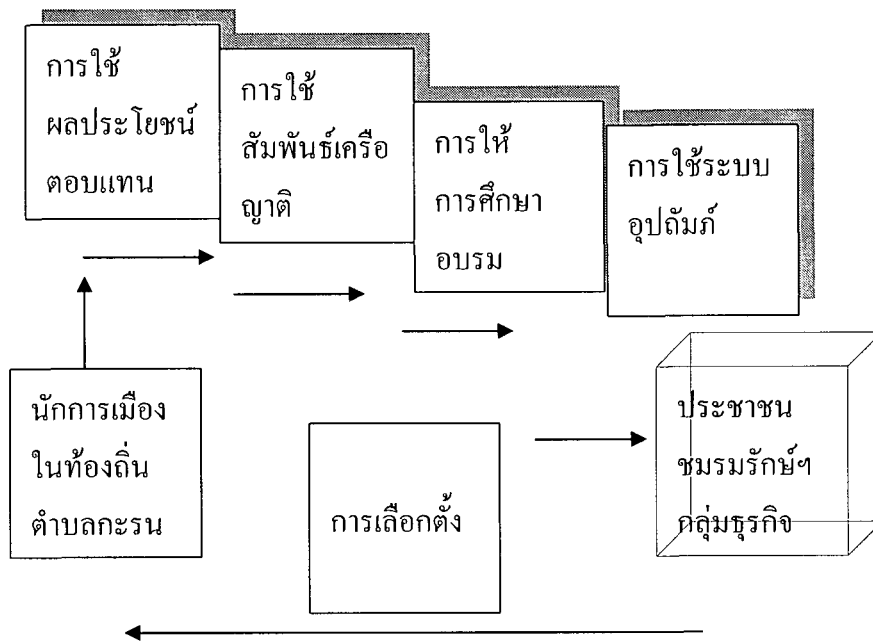 การใช้
ผลประโยชน์
ตอบแทน
การใช้
สัมพันธ์เครือ
ญาติ
การให้
การศึกษา
อบรม
การใช้ระบบ
อุปถัมภ์
นักการเมือง
ในท้องถิ่น
ตำบลกะรน
การเลือกตั้ง
ประชาชน
ชมรมรักษ์ฯ
กลุ่มธุรกิจ